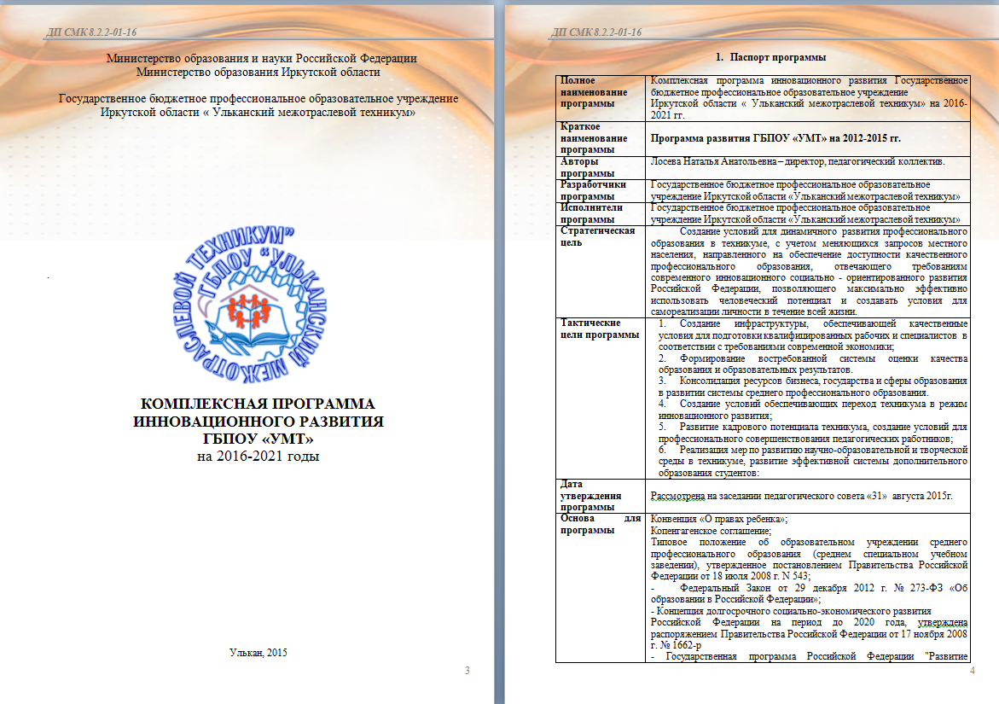 ДП СМК 8.2.2-01-16
Министерство образования и науки Российской Федерации
Министерство образования Иркутской области
Государственное бюджетное профессиональное образовательное учреждение
Иркутской области « Ульканский межотраслевой техникум»
ГБПОУ “УЛЬКАНСКИЙ МЕЖОТРАСЛЕВОЙ ТЕХНИКУМ”
.
КОМПЛЕКСНАЯ ПРОГРАММА
ИННОВАЦИОННОГО РАЗВИТИЯ
ГБПОУ «УМТ»
на 2016-2021 годы
Улькан, 2015
3
ДП СМК 8.2.2-01-16
1. Паспорт программы
Полное
наименование
программы
Комплексная программа инновационного развития Государственное
бюджетное профессиональное образовательное учреждение
Иркутской области « Ульканский межотраслевой техникум» на 2016-
2021 гг.
Краткое
наименование
программы
Программа развития ГБПОУ «УМТ» на 2012-2015 гг.
Авторы
программы
Лосева Наталья Анатольевна – директор, педагогический коллектив.
Разработчики
программы
Государственное бюджетное профессиональное образовательное
учреждение Иркутской области «Ульканский межотраслевой техникум»
Исполнители
программы
Государственное бюджетное профессиональное образовательное
учреждение Иркутской области «Ульканский межотраслевой техникум»
Стратегическая
цель
Создание условий для динамичного развития профессионального
образования в техникуме, с учетом меняющихся запросов местного
населения, направленного на обеспечение доступности качественного
профессионального образования, отвечающего требованиям
современного инновационного социально - ориентированного развития
Российской Федерации, позволяющего максимально эффективно
использовать человеческий потенциал и создавать условия для
самореализации личности в течение всей жизни.
Тактические
цели программы
1. Создание инфраструктуры, обеспечивающей качественные
условия для подготовки квалифицированных рабочих и специалистов в
соответствии с требованиями современной экономики;
2. Формирование востребованной системы оценки качества
образования и образовательных результатов.
3. Консолидация ресурсов бизнеса, государства и сферы образования
в развитии системы среднего профессионального образования.
4. Создание условий обеспечивающих переход техникума в режим
инновационного развития;
5. Развитие кадрового потенциала техникума, создание условий для
профессионального совершенствования педагогических работников;
6. Реализация мер по развитию научно-образовательной и творческой
среды в техникуме, развитие эффективной системы дополнительного
образования студентов:
Дата
утверждения
программы
Рассмотрена на заседании педагогического совета «31» августа 2015г.
Основа для
программы
Конвенция «О правах ребенка»;
Копенгагенское соглашение;
Типовое положение об образовательном учреждении среднего
профессионального образования (среднем специальном учебном
заведении), утвержденное постановлением Правительства Российской
Федерации от 18 июля 2008 г. N 543;
- Федеральный Закон от 29 декабря 2012 г. № 273-ФЗ «Об
образовании в Российской Федерации»;
- Концепция долгосрочного социально-экономического развития
Российской Федерации на период до 2020 года, утверждена
распоряжением Правительства Российской Федерации от 17 ноября 2008
г. № 1662-р
- Государственная программа Российской Федерации "Развитие
4